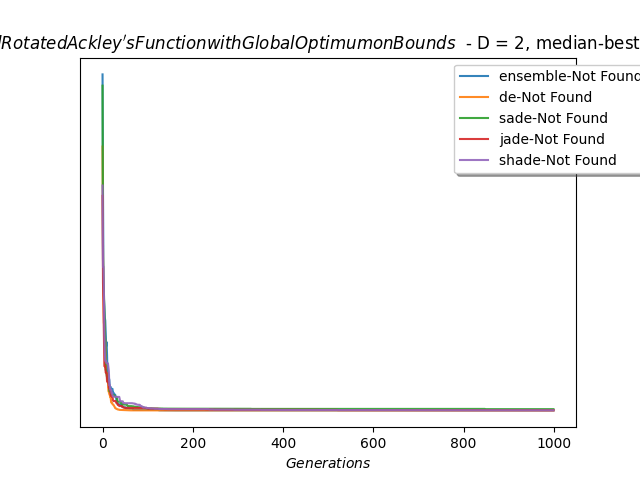 RotatedAckley'sFunctionwithGlobalOptimumonBounds - D = 2, median-best
ensemble-Not Found
de-Not Found
sade-Not Found
jade-Not Found
shade-Not Found
0 200 400 600 800 1000
Generations